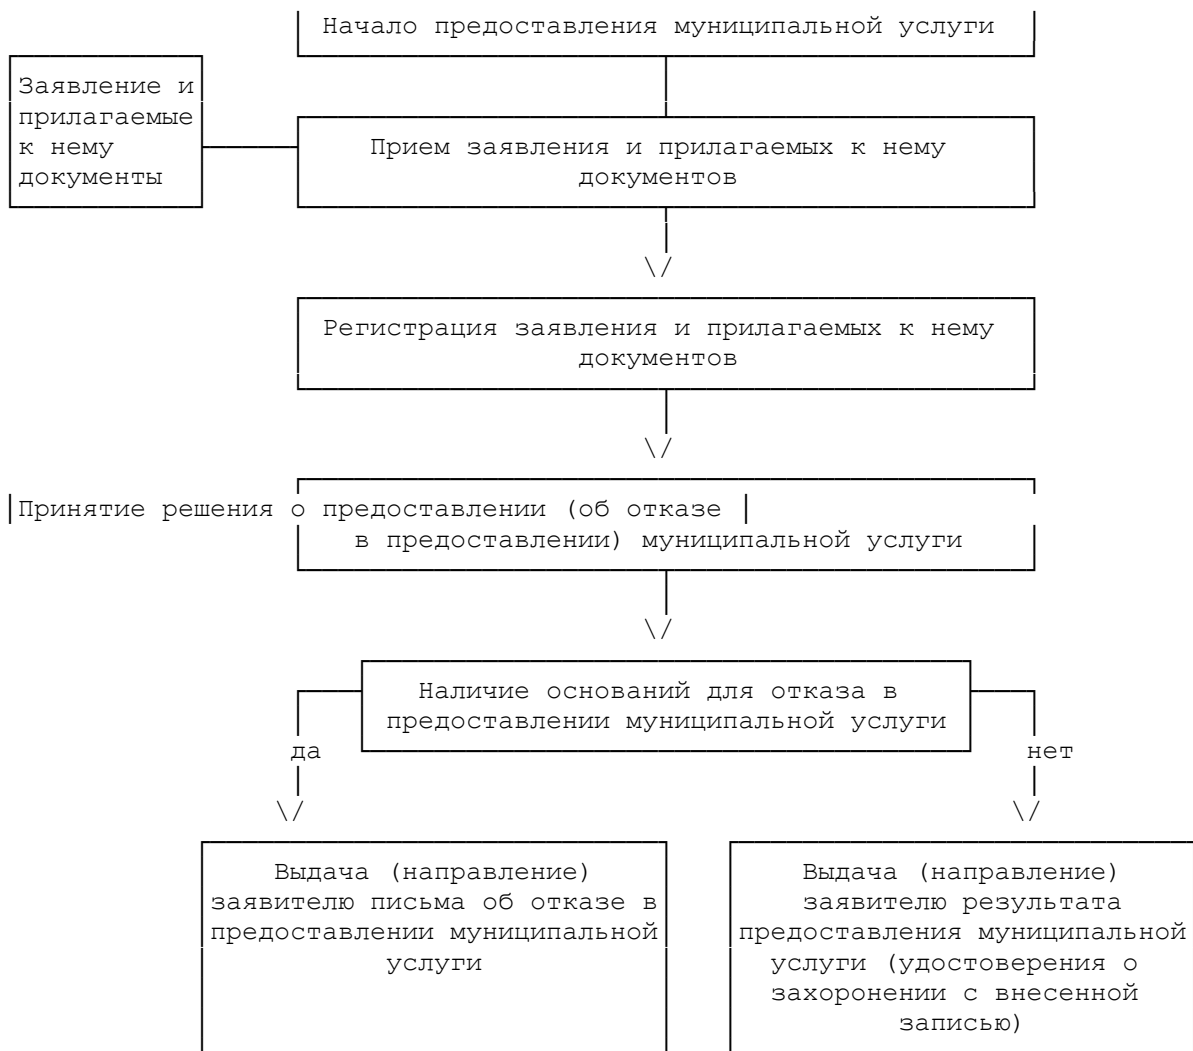 Начало предоставления муниципальной услуги
Заявление и
прилагаемые
к нему
документы
Прием заявления и прилагаемых к нему
документов
\/
Регистрация заявления и прилагаемых к нему
документов
\/
|Принятие решения о предоставлении (об отказе |
в предоставлении) муниципальной услуги
\/
Наличие оснований для отказа в
предоставлении муниципальной услуги
да
нет
\/
\/
Выдача (направление)
заявителю письма об отказе в
предоставлении муниципальной
услуги
Выдача (направление)
заявителю результата
предоставления муниципальной
услуги (удостоверения о
захоронении с внесенной
записью)